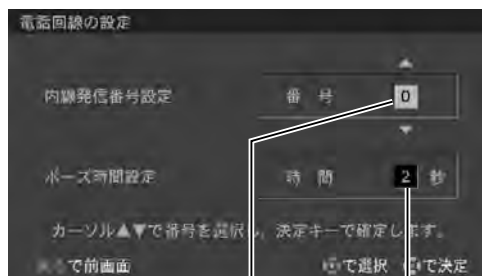 電話回線の設定
内線発信番号設定 番 号 0
ポーズ時間設定 時 間 2 秒
カーソル▲▼で番号を選択し、決定キーで確定します。
で前画面 で選択 で決定